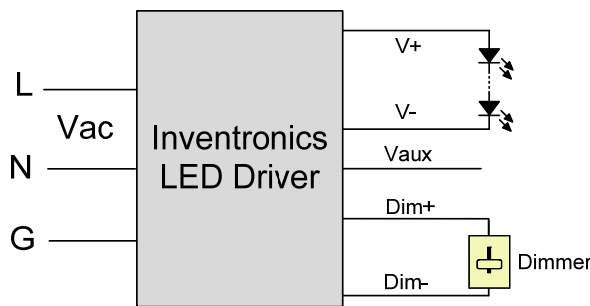 V+
L
Vac
V-
Inventronics
LED Driver
Vaux
N
Dim+
G
Dimmer
Dim-